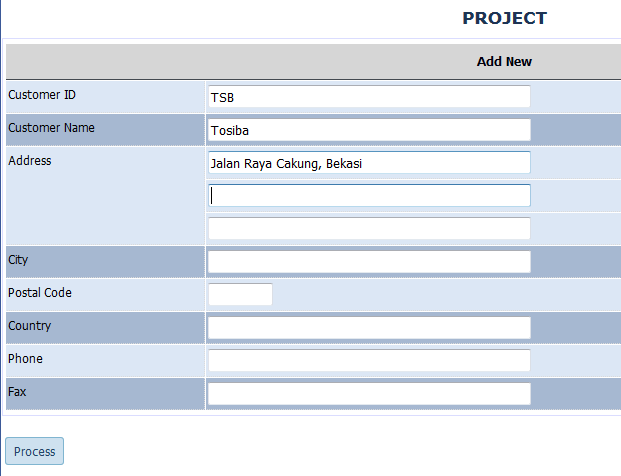 PROJECT
Add New
Customer ID TSB
Customer Name Tosiba
Address Jalan Raya Cakung, Bekasi
City
Postal Code
Country
Phone
Fax
Process